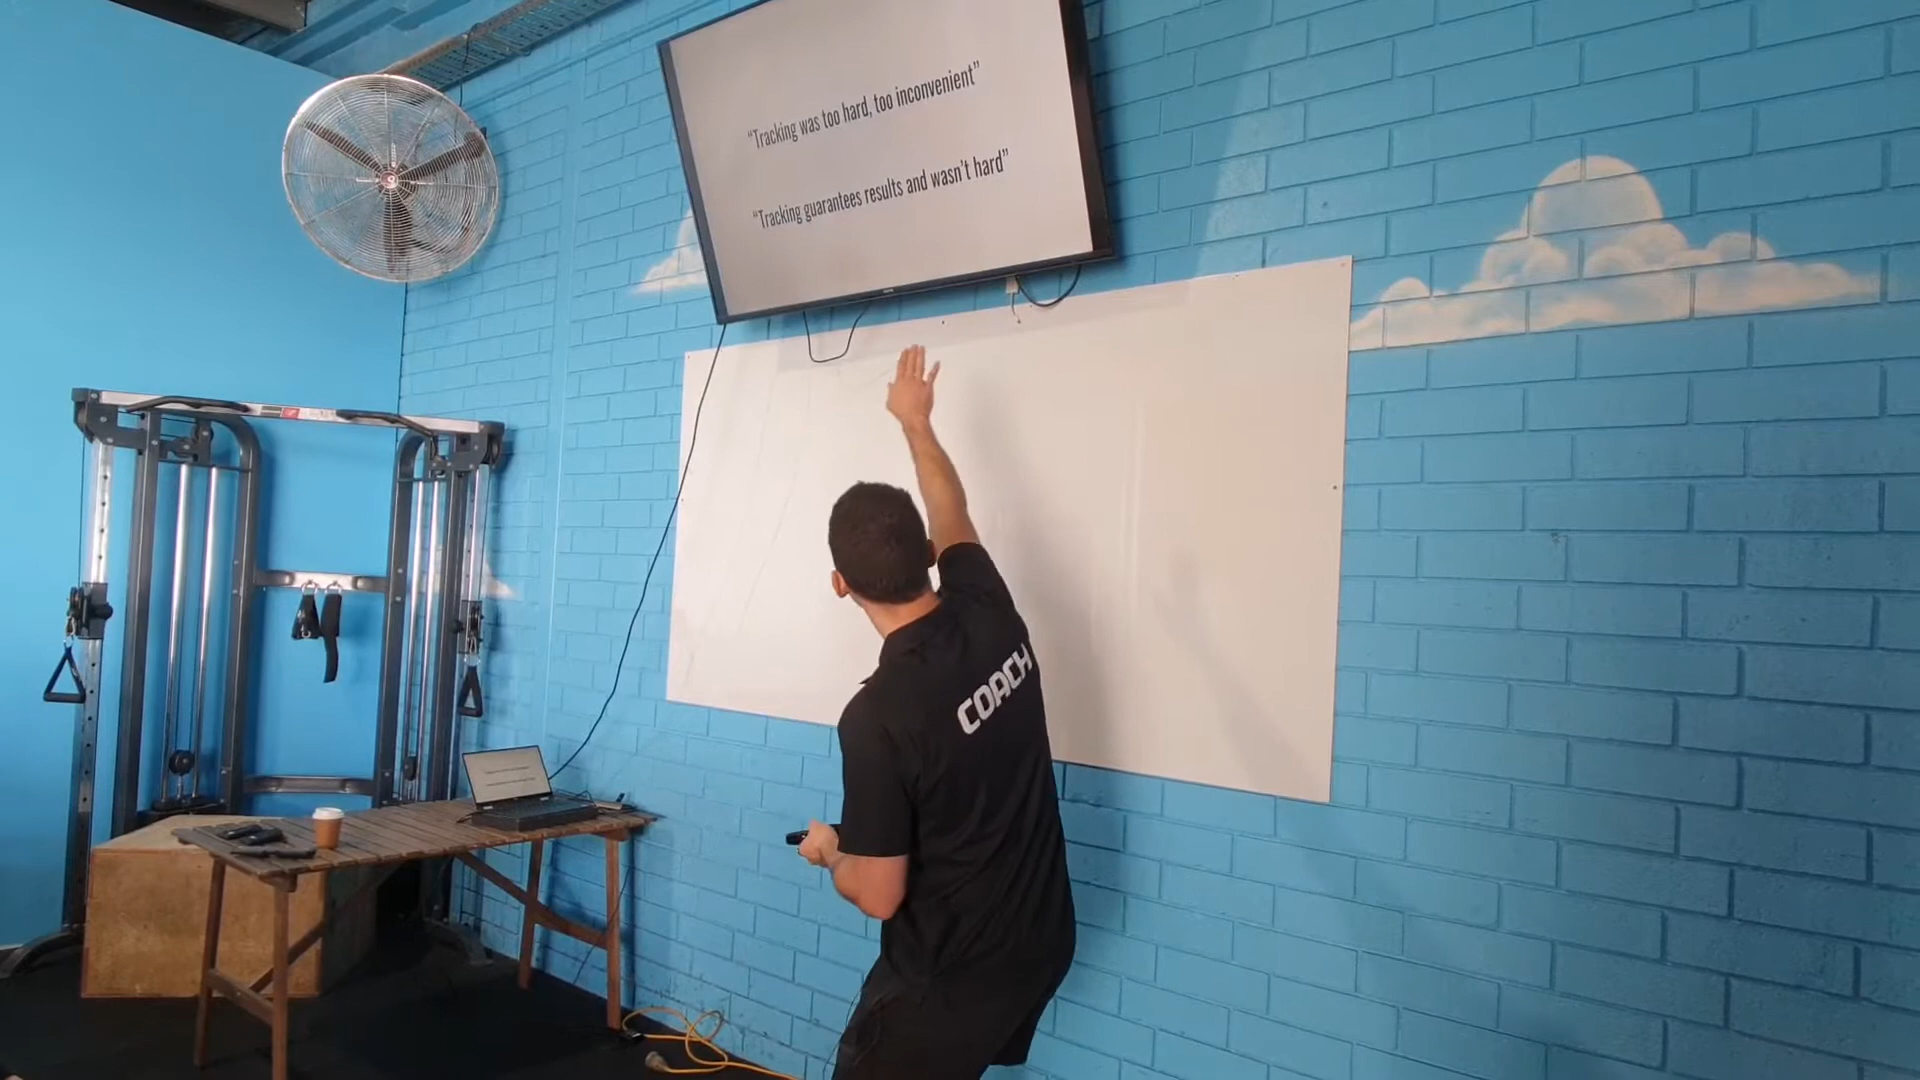 “Tracking was too hard, too inconvenient”
“Tracking guarantees results and wasn’t hard”
COACH